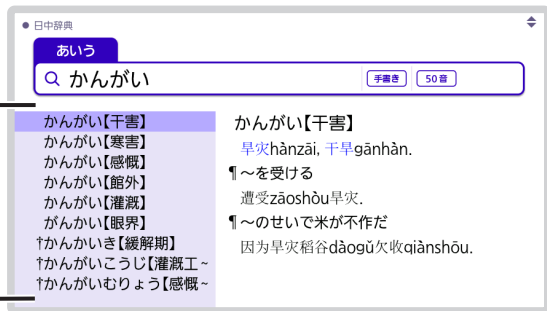 日中辞典
あいう
かんがい 手書き 50音
かんがい【干害】
かんがい【寒害】
かんがい【感慨】
かんがい【館外】
かんがい【灌漑】
がんかい【眼界】
†かんかいき【緩解期】
†かんがいこうじ【灌漑工~
†かんがいむりょう【感慨~
かんがい【干害】
旱灾hànzāi, 干旱gānhàn.
¶～を受ける
遭受zāoshòu旱灾.
¶～のせいで米が不作だ
因为旱灾稻谷dàogǔ欠收qiànshōu.